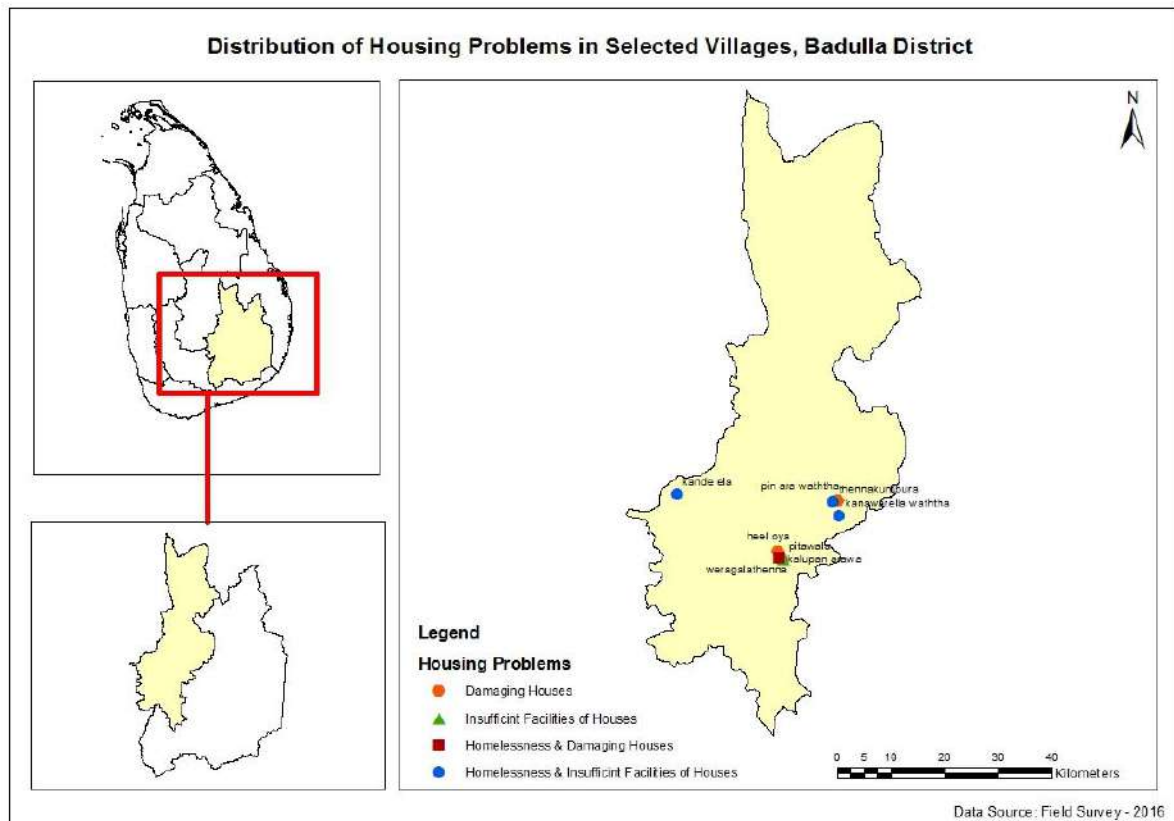 Distribution of Housing Problems in Selected Villages, Badulla District
N
kande ela
pin ara waththa
thennakumbura
kanawarella waththa
heel oya
pitawala
kalupan arawa
weragalathenna
Legend
Housing Problems
Damaging Houses
Insufficint Facilities of Houses
Homelessness & Damaging Houses
Homelessness & Insufficint Facilities of Houses
0 5 10 20 30 40
Kilometers
Data Source: Field Survey - 2016